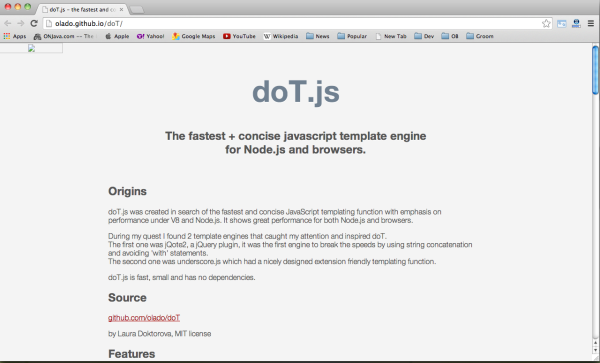 doT.js – the fastest and co
olado.github.io/doT/
Apps ONJava.com -- The Apple Yahoo! Google Maps YouTube Wikipedia News Popular New Tab Dev OB Groom
doT.js
The fastest + concise javascript template engine
for Node.js and browsers.
Origins
doT.js was created in search of the fastest and concise JavaScript templating function with emphasis on
performance under V8 and Node.js. It shows great performance for both Node.js and browsers.
During my quest I found 2 template engines that caught my attention and inspired doT.
The first one was jQote2, a jQuery plugin, it was the first engine to break the speeds by using string concatenation
and avoiding 'with' statements.
The second one was underscore.js which had a nicely designed extension friendly templating function.
doT.js is fast, small and has no dependencies.
Source
github.com/olado/doT
by Laura Doktorova, MIT license
Features